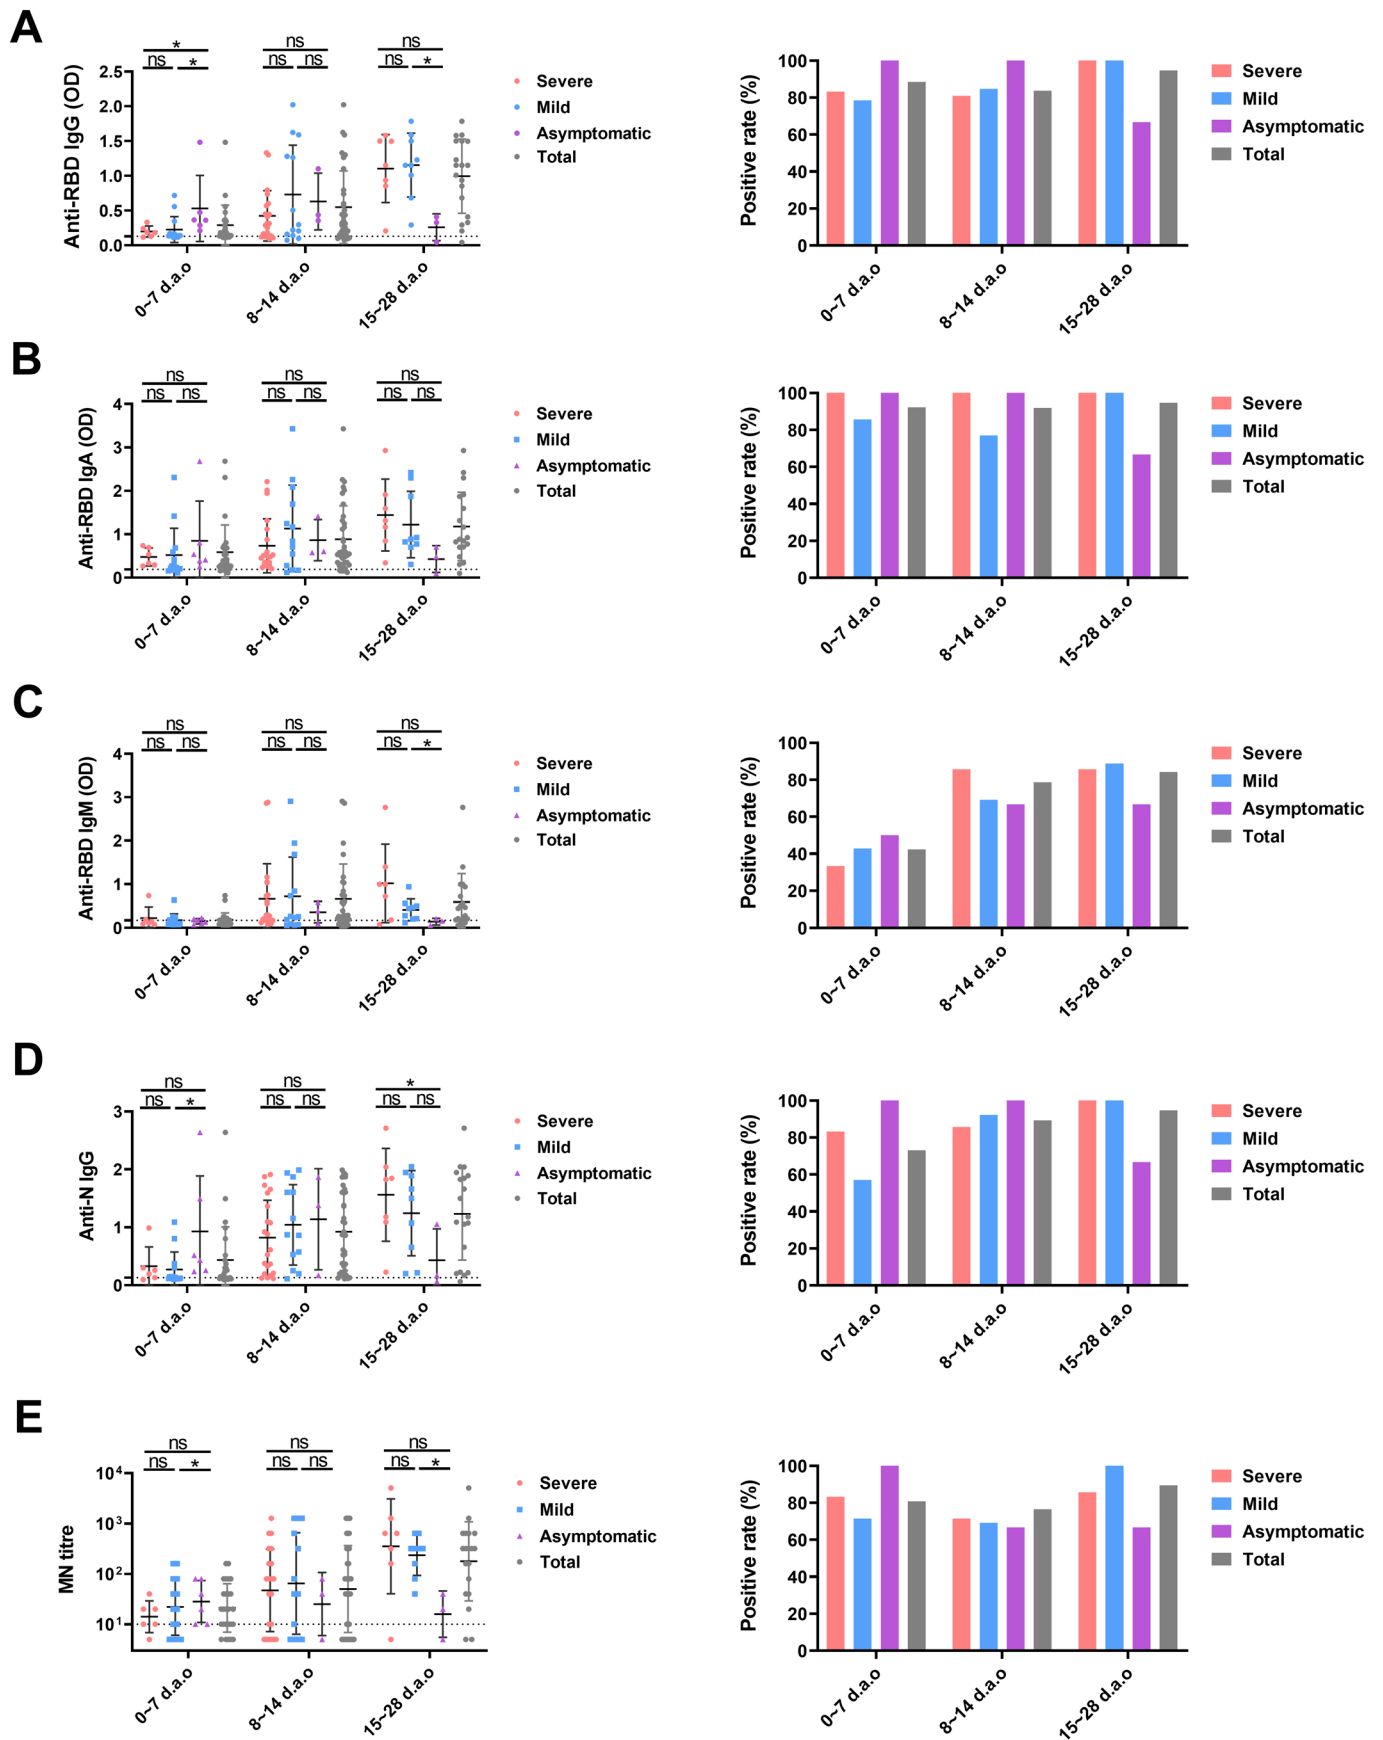 A
* 
ns *
ns
ns ns
ns
ns *
Anti-RBD IgG (OD)
2.5
2.0
1.5
1.0
0.5
0.0
0~7 d.a.o
8~14 d.a.o
15~28 d.a.o
Severe
Mild
Asymptomatic
Total
Positive rate (%)
100
80
60
40
20
0
0~7 d.a.o
8~14 d.a.o
15~28 d.a.o
Severe
Mild
Asymptomatic
Total
B
ns
ns ns
ns
ns ns
ns
ns ns
Anti-RBD IgA (OD)
4
3
2
1
0
0~7 d.a.o
8~14 d.a.o
15~28 d.a.o
Severe
Mild
Asymptomatic
Total
Positive rate (%)
100
80
60
40
20
0
0~7 d.a.o
8~14 d.a.o
15~28 d.a.o
Severe
Mild
Asymptomatic
Total
C
ns
ns ns
ns
ns ns
ns
ns *
Anti-RBD IgM (OD)
4
3
2
1
0
0~7 d.a.o
8~14 d.a.o
15~28 d.a.o
Severe
Mild
Asymptomatic
Total
Positive rate (%)
100
80
60
40
20
0
0~7 d.a.o
8~14 d.a.o
15~28 d.a.o
Severe
Mild
Asymptomatic
Total
D
ns
ns *
ns
ns ns
*
ns ns
Anti-N IgG
3
2
1
0
0~7 d.a.o
8~14 d.a.o
15~28 d.a.o
Severe
Mild
Asymptomatic
Total
Positive rate (%)
100
80
60
40
20
0
0~7 d.a.o
8~14 d.a.o
15~28 d.a.o
Severe
Mild
Asymptomatic
Total
E
ns
ns *
ns
ns ns
ns
ns *
MN titre
10⁴
10³
10²
10¹
0~7 d.a.o
8~14 d.a.o
15~28 d.a.o
Severe
Mild
Asymptomatic
Total
Positive rate (%)
100
80
60
40
20
0
0~7 d.a.o
8~14 d.a.o
15~28 d.a.o
Severe
Mild
Asymptomatic
Total